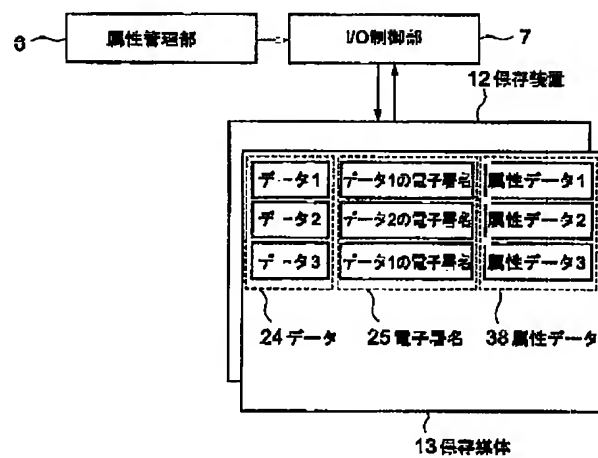 6 属性管理部 I/O制御部 7
12保存装置
データ1 データ1の電子署名 属性データ1
データ2 データ2の電子署名 属性データ2
データ3 データ1の電子署名 属性データ3
24データ 25電子署名 38属性データ
13保存媒体